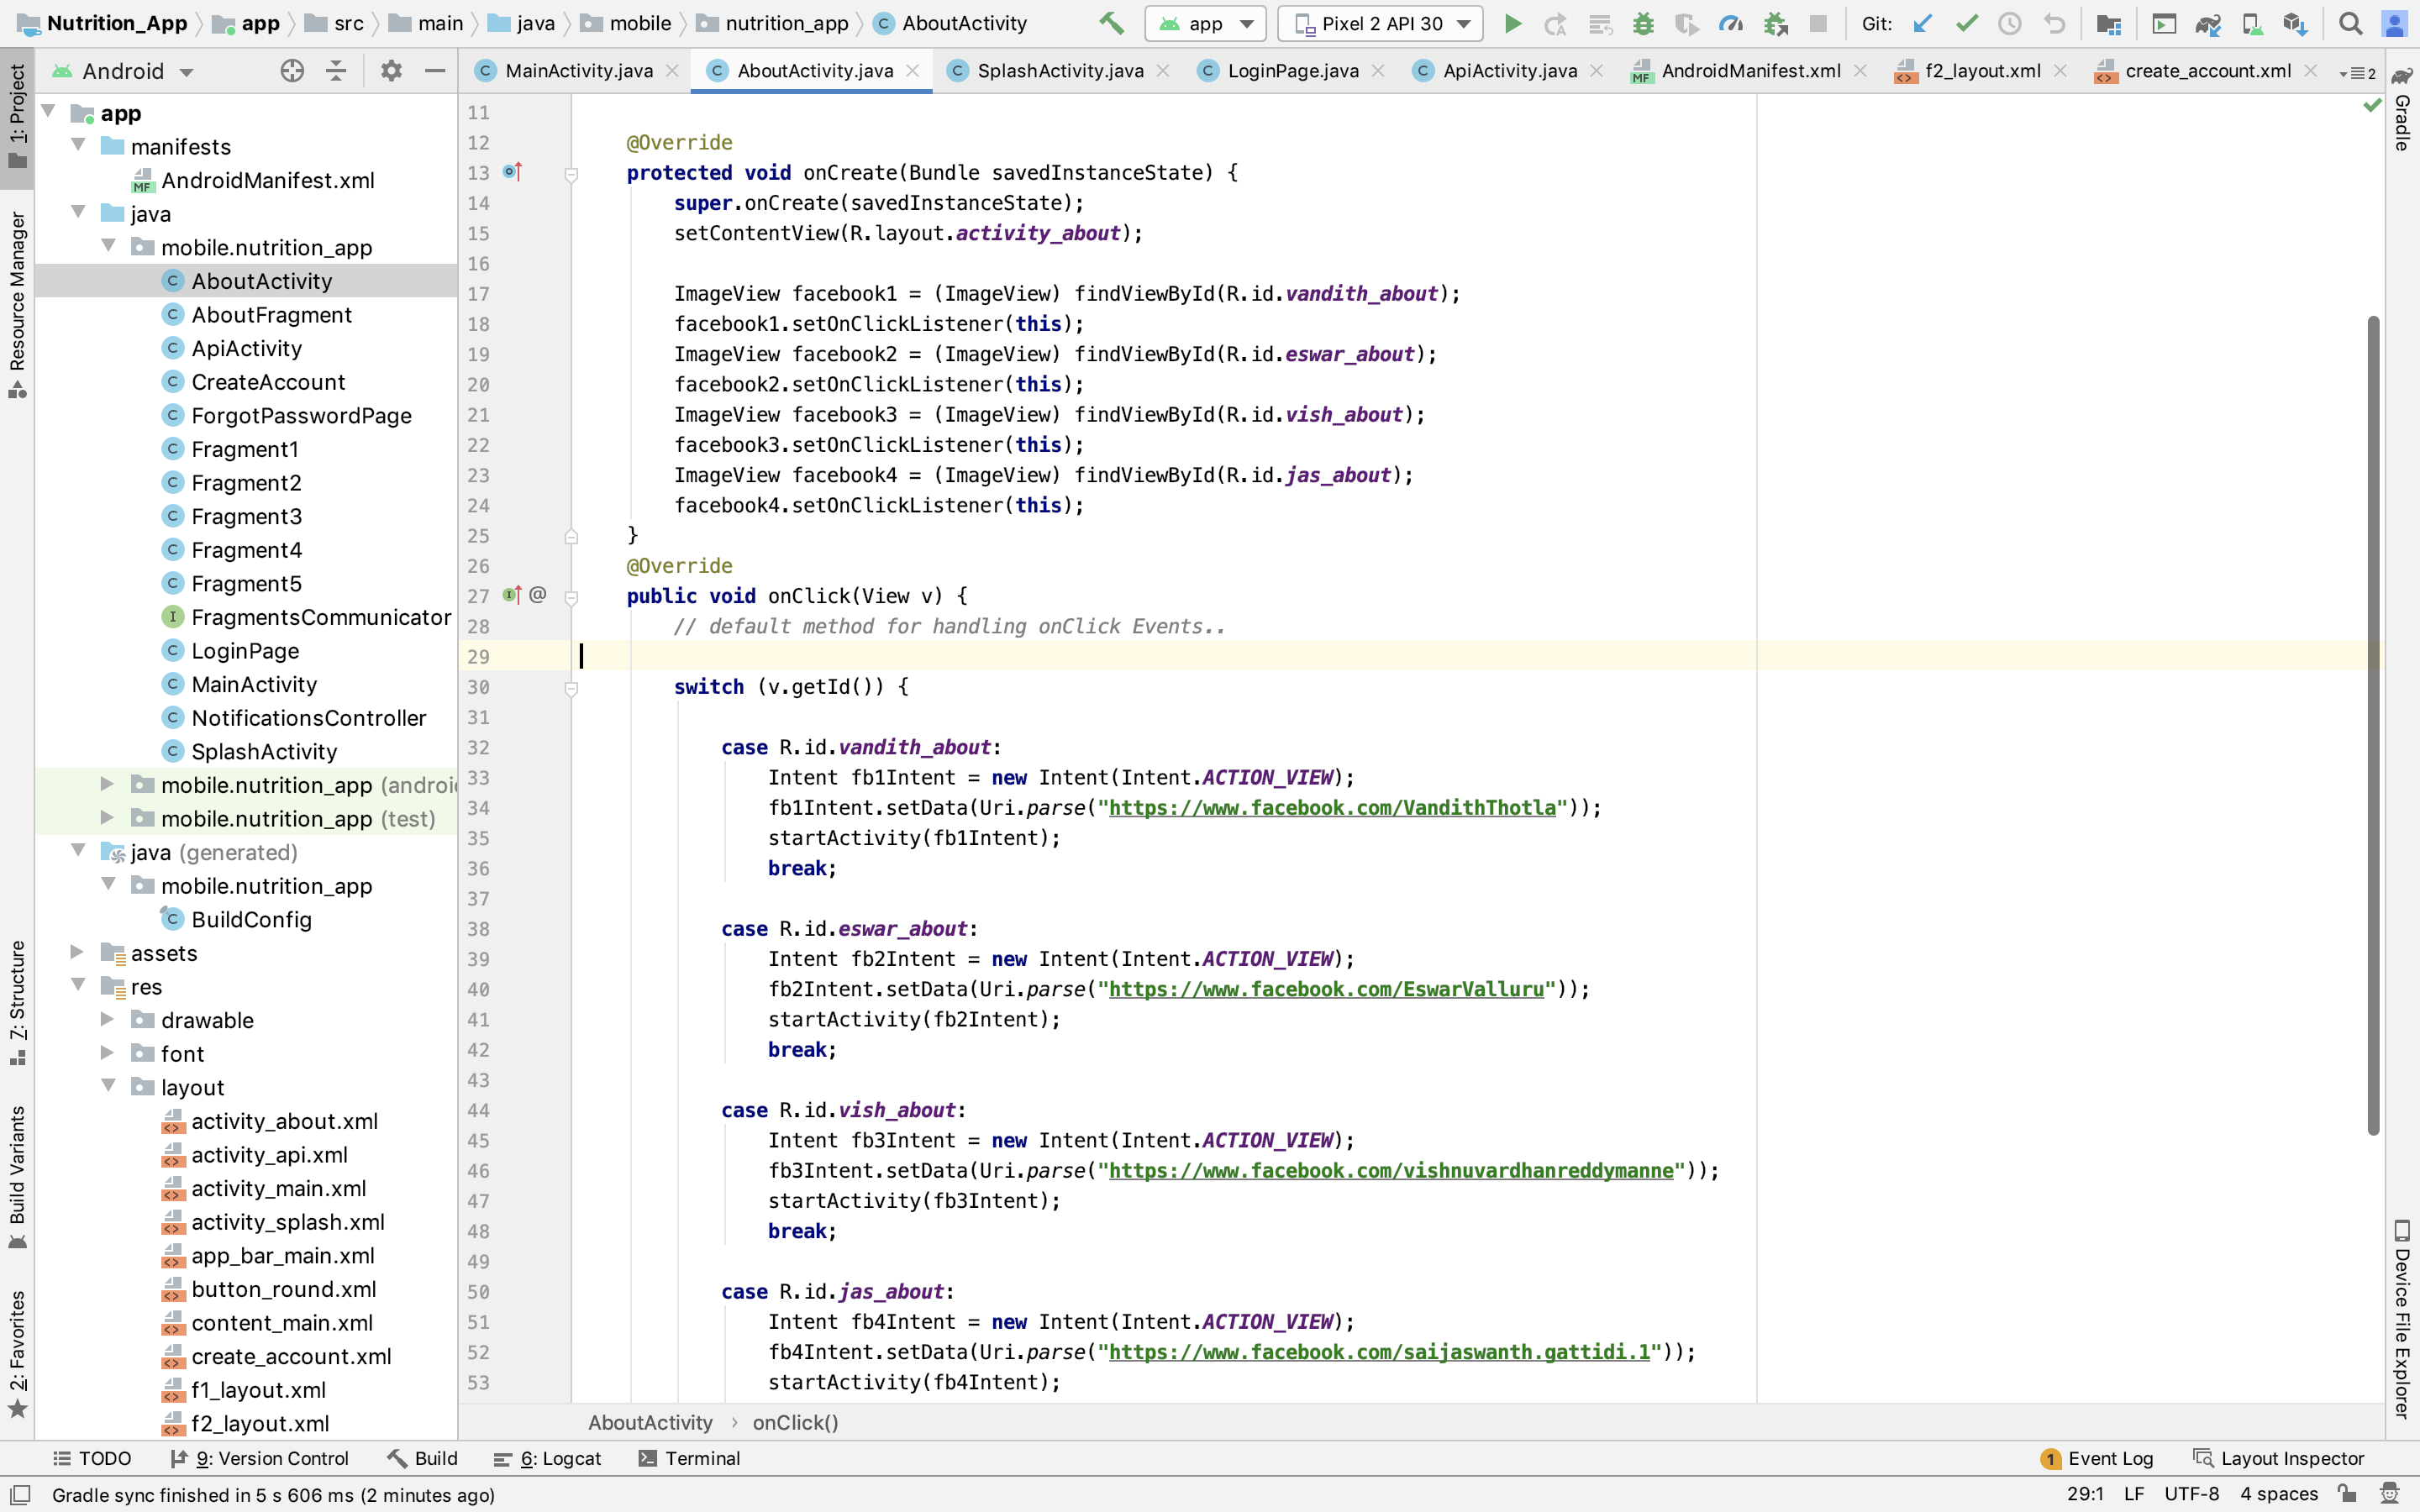 Nutrition_App app src main java mobile nutrition_app AboutActivity app Pixel 2 API 30 Git:
1: Project
Resource Manager
7: Structure
Build Variants
2: Favorites
Android
app
manifests
AndroidManifest.xml
java
mobile.nutrition_app
AboutActivity
AboutFragment
ApiActivity
CreateAccount
ForgotPasswordPage
Fragment1
Fragment2
Fragment3
Fragment4
Fragment5
FragmentsCommunicator
LoginPage
MainActivity
NotificationsController
SplashActivity
mobile.nutrition_app (androi
mobile.nutrition_app (test)
java (generated)
mobile.nutrition_app
BuildConfig
assets
res
drawable
font
layout
activity_about.xml
activity_api.xml
activity_main.xml
activity_splash.xml
app_bar_main.xml
button_round.xml
content_main.xml
create_account.xml
f1_layout.xml
f2_layout.xml
MainActivity.java AboutActivity.java SplashActivity.java LoginPage.java ApiActivity.java AndroidManifest.xml f2_layout.xml create_account.xml 2
11
12 @Override
13 protected void onCreate(Bundle savedInstanceState) {
14 super.onCreate(savedInstanceState);
15 setContentView(R.layout.activity_about);
16
17 ImageView facebook1 = (ImageView) findViewById(R.id.vandith_about);
18 facebook1.setOnClickListener(this);
19 ImageView facebook2 = (ImageView) findViewById(R.id.eswar_about);
20 facebook2.setOnClickListener(this);
21 ImageView facebook3 = (ImageView) findViewById(R.id.vish_about);
22 facebook3.setOnClickListener(this);
23 ImageView facebook4 = (ImageView) findViewById(R.id.jas_about);
24 facebook4.setOnClickListener(this);
25 }
26 @Override
27 @ public void onClick(View v) {
28 // default method for handling onClick Events..
29
30 switch (v.getId()) {
31
32 case R.id.vandith_about:
33 Intent fb1Intent = new Intent(Intent.ACTION_VIEW);
34 fb1Intent.setData(Uri.parse("https://www.facebook.com/VandithThotla"));
35 startActivity(fb1Intent);
36 break;
37
38 case R.id.eswar_about:
39 Intent fb2Intent = new Intent(Intent.ACTION_VIEW);
40 fb2Intent.setData(Uri.parse("https://www.facebook.com/EswarValluru"));
41 startActivity(fb2Intent);
42 break;
43
44 case R.id.vish_about:
45 Intent fb3Intent = new Intent(Intent.ACTION_VIEW);
46 fb3Intent.setData(Uri.parse("https://www.facebook.com/vishnuvardhanreddymanne"));
47 startActivity(fb3Intent);
48 break;
49
50 case R.id.jas_about:
51 Intent fb4Intent = new Intent(Intent.ACTION_VIEW);
52 fb4Intent.setData(Uri.parse("https://www.facebook.com/saijaswanth.gattidi.1"));
53 startActivity(fb4Intent);
AboutActivity › onClick()
Gradle
Device File Explorer
TODO 9: Version Control Build 6: Logcat Terminal 1 Event Log Layout Inspector
Gradle sync finished in 5 s 606 ms (2 minutes ago) 29:1 LF UTF-8 4 spaces